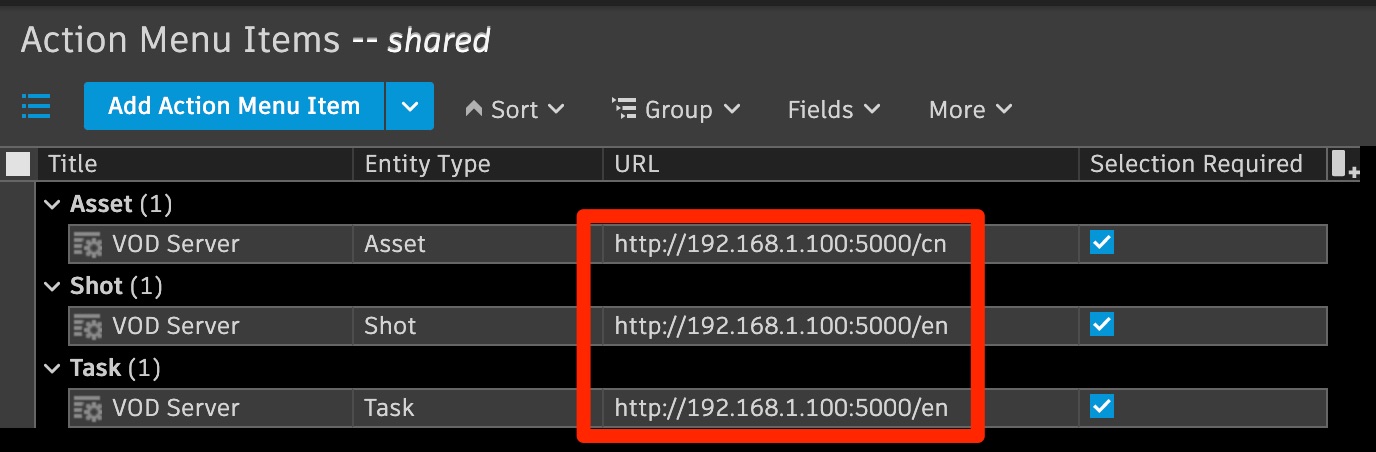 Action Menu Items -- shared
Add Action Menu Item Sort Group Fields More
Title Entity Type URL Selection Required
Asset (1)
VOD Server Asset http://192.168.1.100:5000/cn
Shot (1)
VOD Server Shot http://192.168.1.100:5000/en
Task (1)
VOD Server Task http://192.168.1.100:5000/en